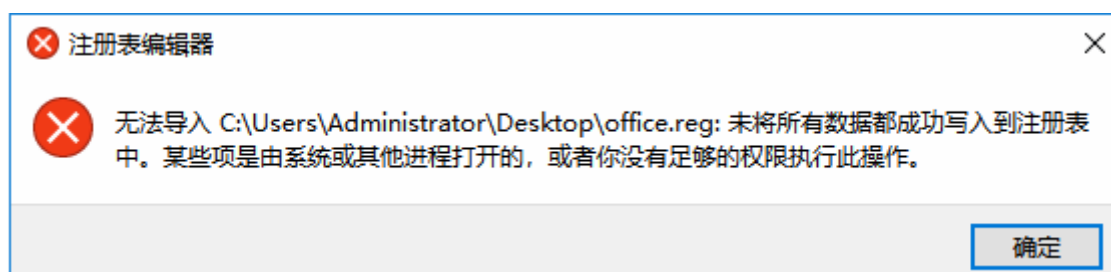 注册表编辑器
无法导入 C:\Users\Administrator\Desktop\office.reg: 未将所有数据都成功写入到注册表
中。某些项是由系统或其他进程打开的，或者你没有足够的权限执行此操作。
确定